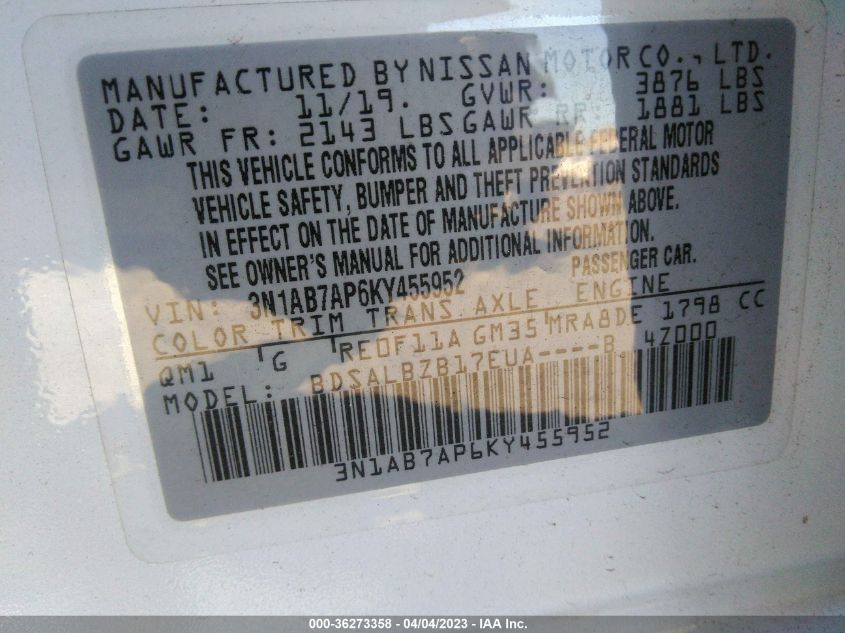 MANUFACTURED BY NISSAN MOTOR CO., LTD.
DATE: 11/19. GVWR: 3876 LBS
GAWR FR: 2143 LBS GAWR RR 1881 LBS
THIS VEHICLE CONFORMS TO ALL APPLICABLE FEDERAL MOTOR
VEHICLE SAFETY, BUMPER AND THEFT PREVENTION STANDARDS
IN EFFECT ON THE DATE OF MANUFACTURE SHOWN ABOVE.
SEE OWNER'S MANUAL FOR ADDITIONAL INFORMATION.
PASSENGER CAR.
VIN: 3N1AB7AP6KY455952
COLOR TRIM TRANS AXLE ENGINE
QM1 G RE0F11A GM35 MRA8DE 1798 CC
MODEL: BDSALBZB17EUA----B 4Z000
3N1AB7AP6KY455952
000-36273358 - 04/04/2023 - Copyright IAA, Inc.